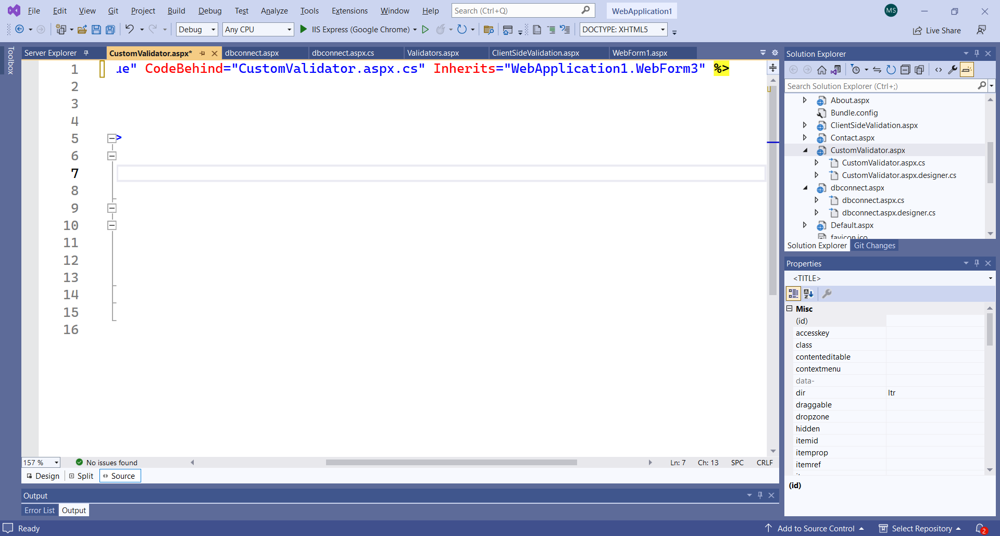 File Edit View Git Project Build Debug Test Analyze Tools Extensions Window Help Search (Ctrl+Q) WebApplication1 MS
Debug Any CPU IIS Express (Google Chrome) DOCTYPE: XHTML5 Live Share
Toolbox
Server Explorer CustomValidator.aspx* dbconnect.aspx dbconnect.aspx.cs Validators.aspx ClientSideValidation.aspx WebForm1.aspx
1 ue" CodeBehind="CustomValidator.aspx.cs" Inherits="WebApplication1.WebForm3" %>
2
3
4
5 >
6
7
8
9
10
11
12
13
14
15
16
157 % No issues found Ln: 7 Ch: 13 SPC CRLF
Design Split Source
Output
Error List Output
Solution Explorer
Search Solution Explorer (Ctrl+;)
About.aspx
Bundle.config
ClientSideValidation.aspx
Contact.aspx
CustomValidator.aspx
CustomValidator.aspx.cs
CustomValidator.aspx.designer.cs
dbconnect.aspx
dbconnect.aspx.cs
dbconnect.aspx.designer.cs
Default.aspx
favicon.ico
Solution Explorer Git Changes
Properties
<TITLE>
Misc
(id)
accesskey
class
contenteditable
contextmenu
data-
dir ltr
draggable
dropzone
hidden
itemid
itemprop
itemref
(id)
Ready Add to Source Control Select Repository 2